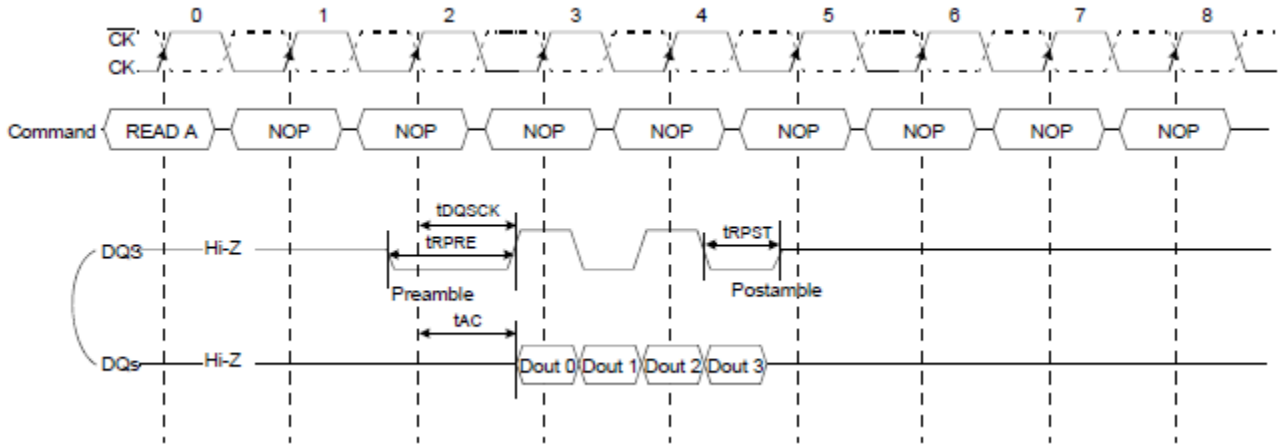 0 1 2 3 4 5 6 7 8
CK
CK
Command READ A NOP NOP NOP NOP NOP NOP NOP NOP
tDQSCK
DQS Hi-Z tRPRE tRPST
Preamble Postamble
tAC
DQs Hi-Z Dout 0 Dout 1 Dout 2 Dout 3